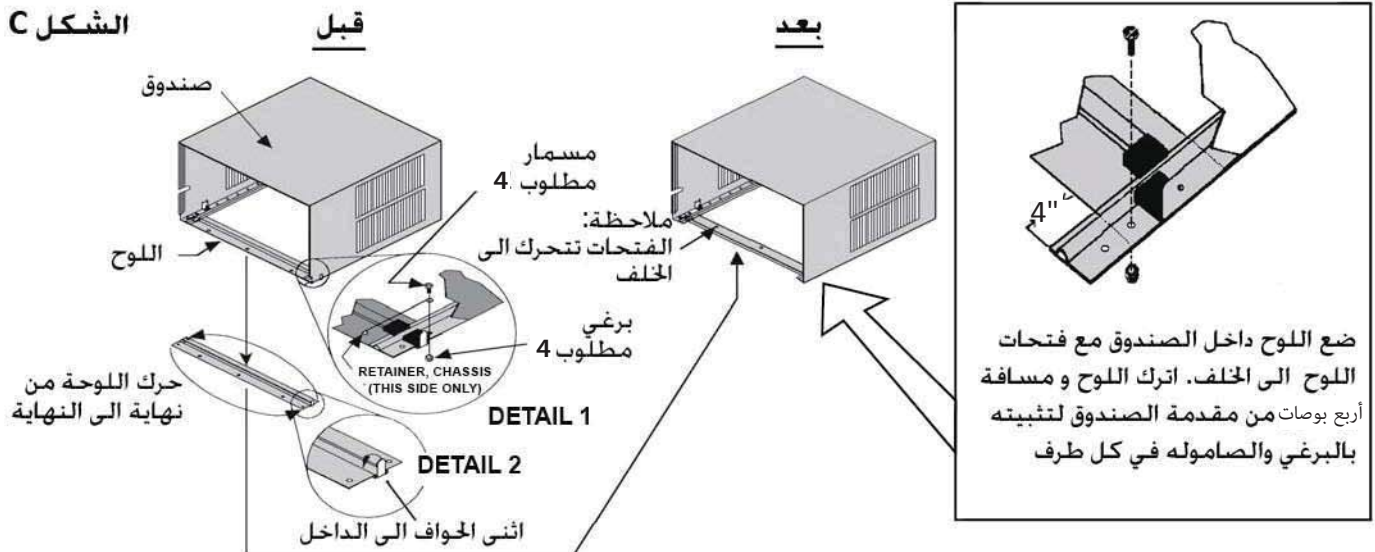 الشكل C
قبل
بعد
صندوق
مسمار
مطلوب 4
ملاحظة:
الفتحات تتحرك الى
الخلف
اللوح
برغي
مطلوب 4
RETAINER, CHASSIS
(THIS SIDE ONLY)
DETAIL 1
حرك اللوحة من
نهاية الى النهاية
DETAIL 2
اثنى الحواف الى الداخل
4"
ضع اللوح داخل الصندوق مع فتحات
اللوح الى الخلف. اترك اللوح و مسافة
أربع بوصات من مقدمة الصندوق لتثبيته
بالبرغي والصاموله في كل طرف